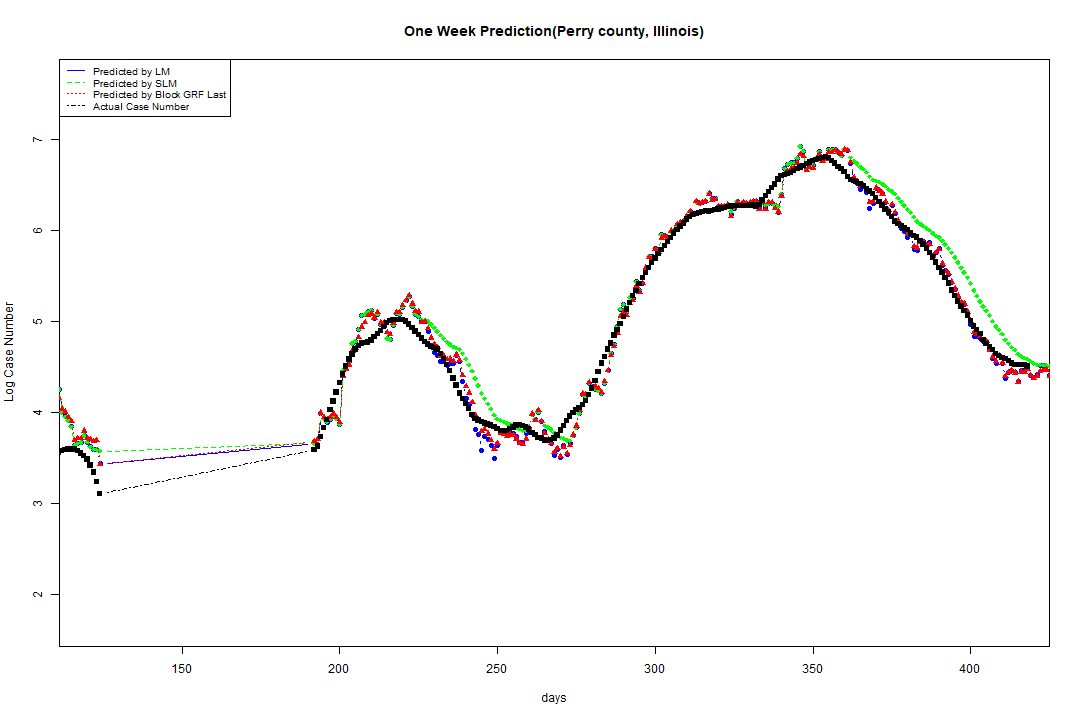 One Week Prediction(Perry county, Illinois)
Predicted by LM
Predicted by SLM
Predicted by Block GRF Last
Actual Case Number
7
6
5
4
3
2
Log Case Number
150 200 250 300 350 400
days